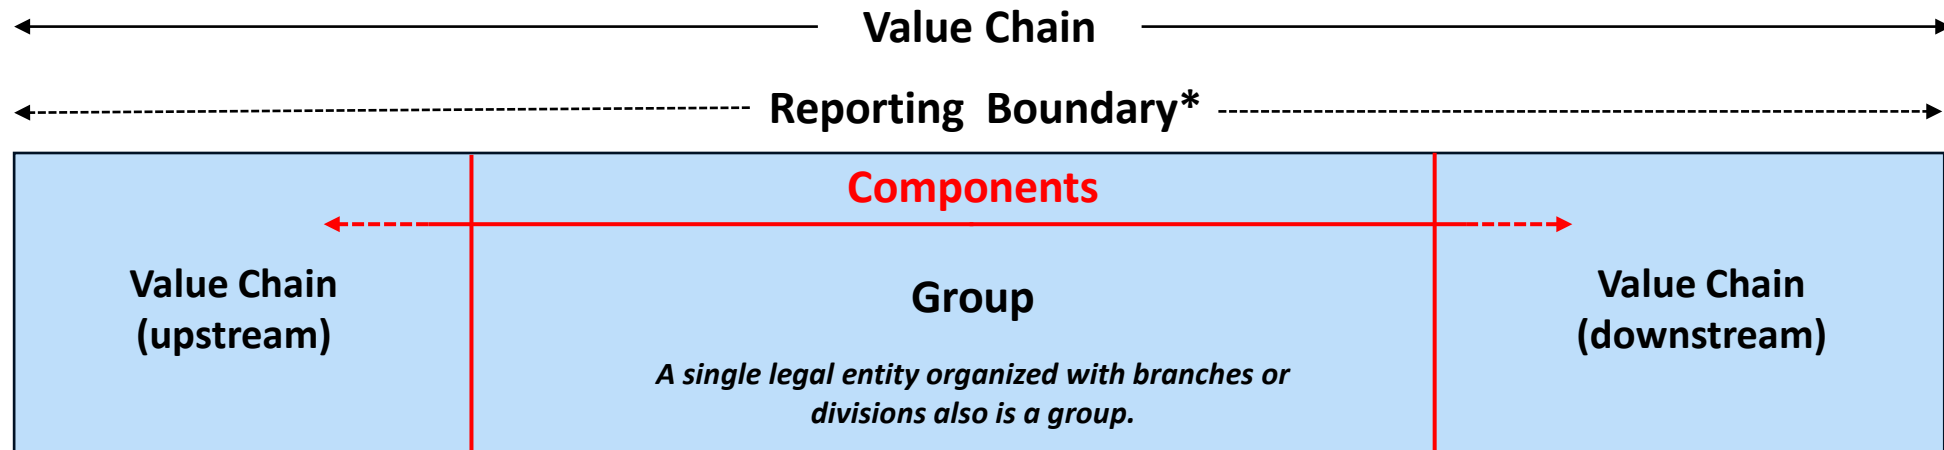 Value Chain
Reporting Boundary*
Components
Value Chain
(upstream)
Group
A single legal entity organized with branches or
divisions also is a group.
Value Chain
(downstream)